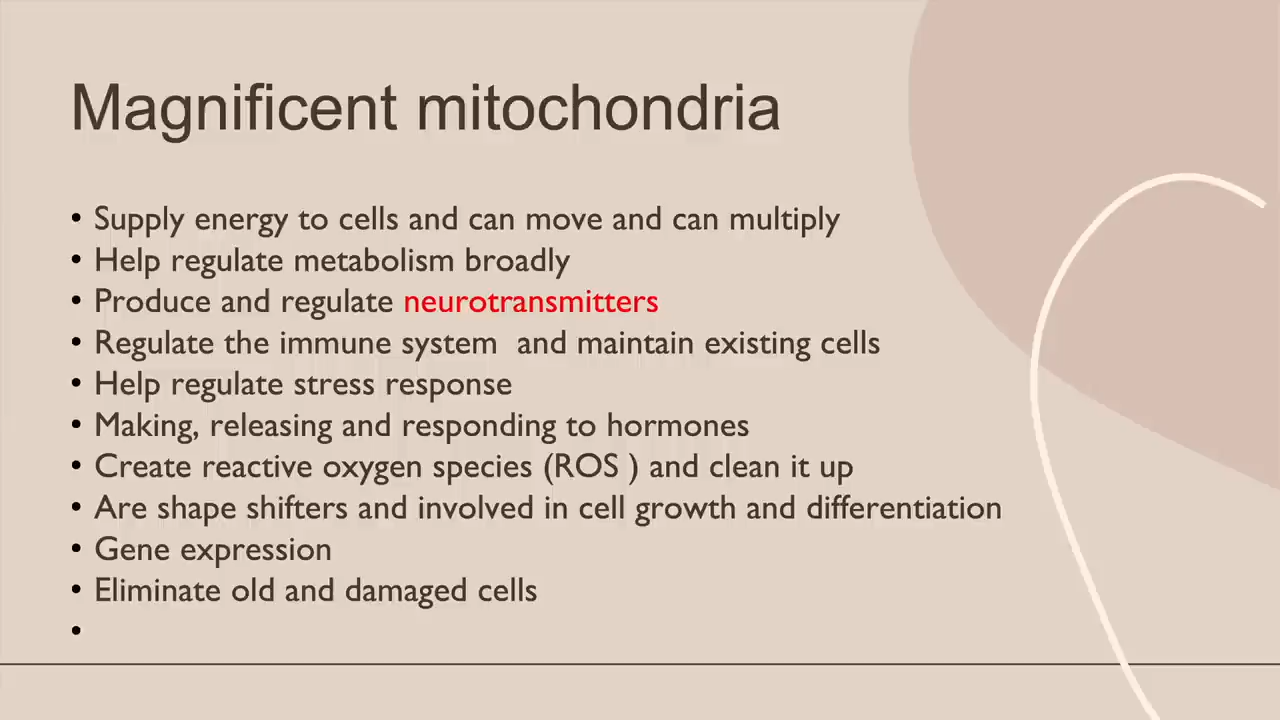 Magnificent mitochondria
• Supply energy to cells and can move and can multiply
• Help regulate metabolism broadly
• Produce and regulate neurotransmitters
• Regulate the immune system  and maintain existing cells
• Help regulate stress response
• Making, releasing and responding to hormones
• Create reactive oxygen species (ROS ) and clean it up
• Are shape shifters and involved in cell growth and differentiation
• Gene expression
• Eliminate old and damaged cells
•